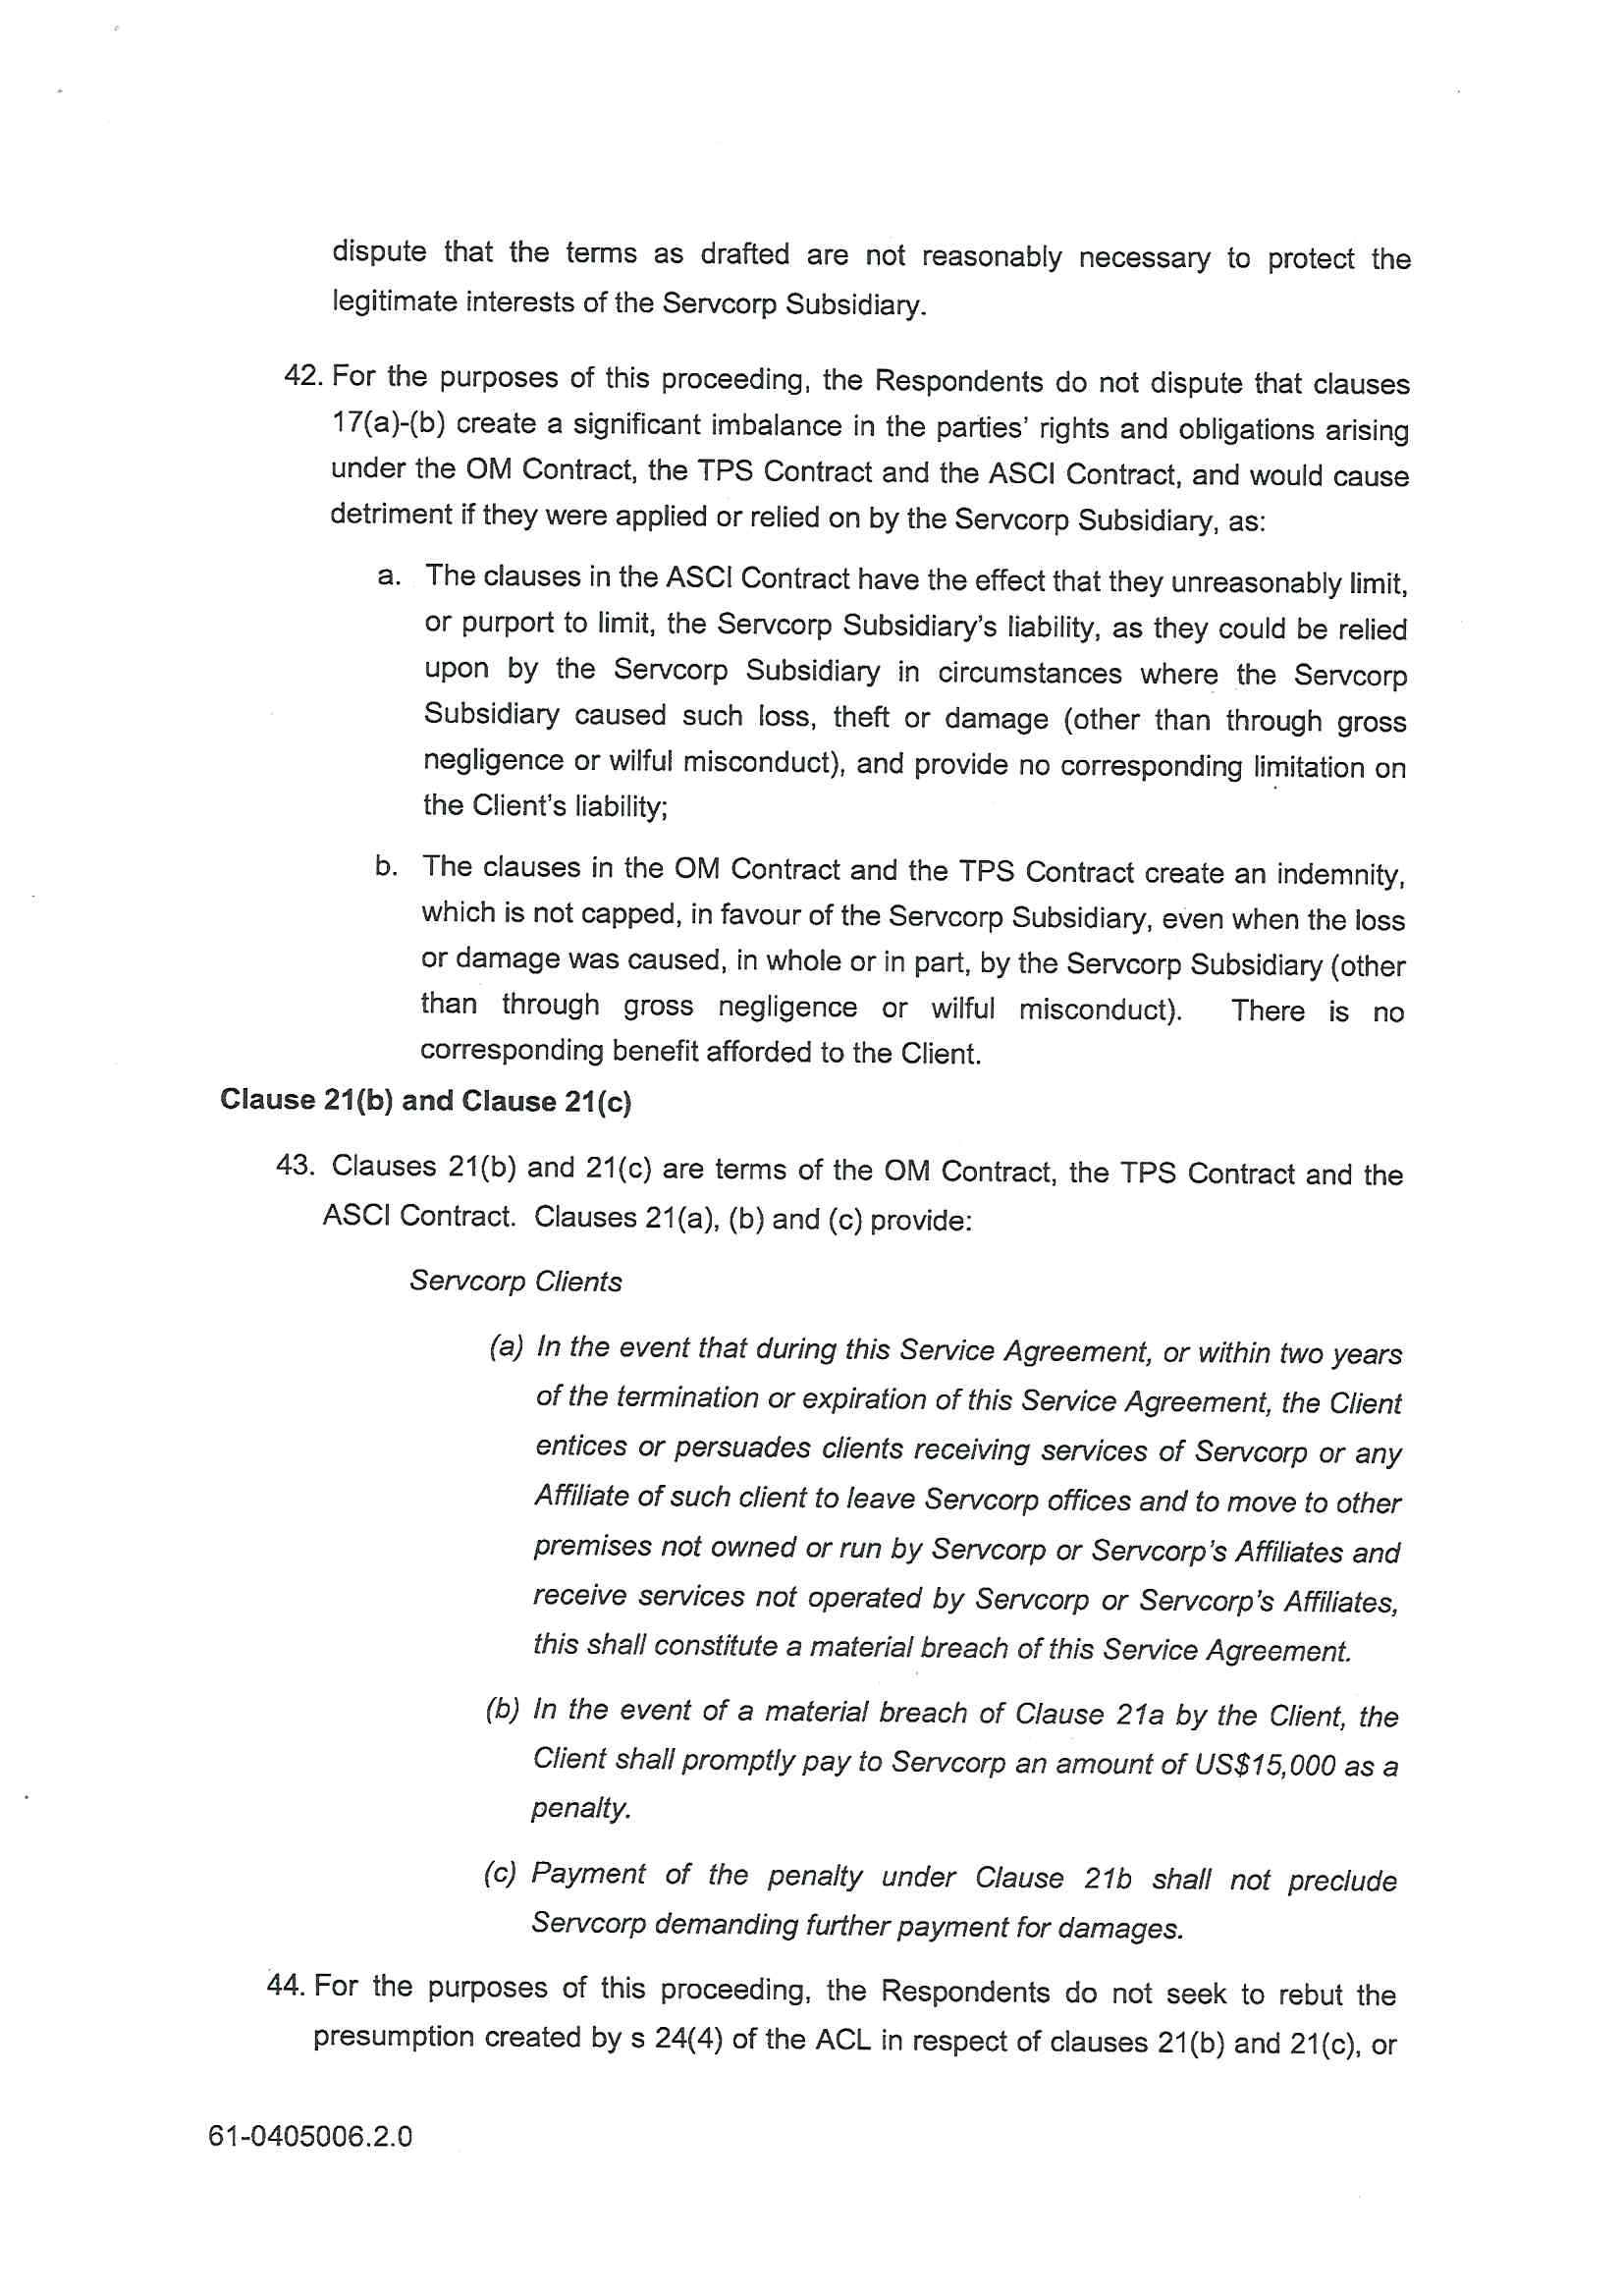 dispute that the terms as drafted are not reasonably necessary to protect the
legitimate interests of the Servcorp Subsidiary.
42. For the purposes of this proceeding, the Respondents do not dispute that clauses
17(a)-(b) create a significant imbalance in the parties' rights and obligations arising
under the OM Contract, the TPS Contract and the ASCI Contract, and would cause
detriment if they were applied or relied on by the Servcorp Subsidiary, as:
a. The clauses in the ASCI Contract have the effect that they unreasonably limit,
or purport to limit, the Servcorp Subsidiary's liability, as they could be relied
upon by the Servcorp Subsidiary in circumstances where the Servcorp
Subsidiary caused such loss, theft or damage (other than through gross
negligence or wilful misconduct), and provide no corresponding limitation on
the Client's liability;
b. The clauses in the OM Contract and the TPS Contract create an indemnity,
which is not capped, in favour of the Servcorp Subsidiary, even when the loss
or damage was caused, in whole or in part, by the Servcorp Subsidiary (other
than through gross negligence or wilful misconduct). There is no
corresponding benefit afforded to the Client.
Clause 21(b) and Clause 21(c)
43. Clauses 21(b) and 21(c) are terms of the OM Contract, the TPS Contract and the
ASCI Contract. Clauses 21(a), (b) and (c) provide:
Servcorp Clients
(a) In the event that during this Service Agreement, or within two years
of the termination or expiration of this Service Agreement, the Client
entices or persuades clients receiving services of Servcorp or any
Affiliate of such client to leave Servcorp offices and to move to other
premises not owned or run by Servcorp or Servcorp's Affiliates and
receive services not operated by Servcorp or Servcorp's Affiliates,
this shall constitute a material breach of this Service Agreement.
(b) In the event of a material breach of Clause 21a by the Client, the
Client shall promptly pay to Servcorp an amount of US$15,000 as a
penalty.
(c) Payment of the penalty under Clause 21b shall not preclude
Servcorp demanding further payment for damages.
44. For the purposes of this proceeding, the Respondents do not seek to rebut the
presumption created by s 24(4) of the ACL in respect of clauses 21(b) and 21(c), or
61-0405006.2.0